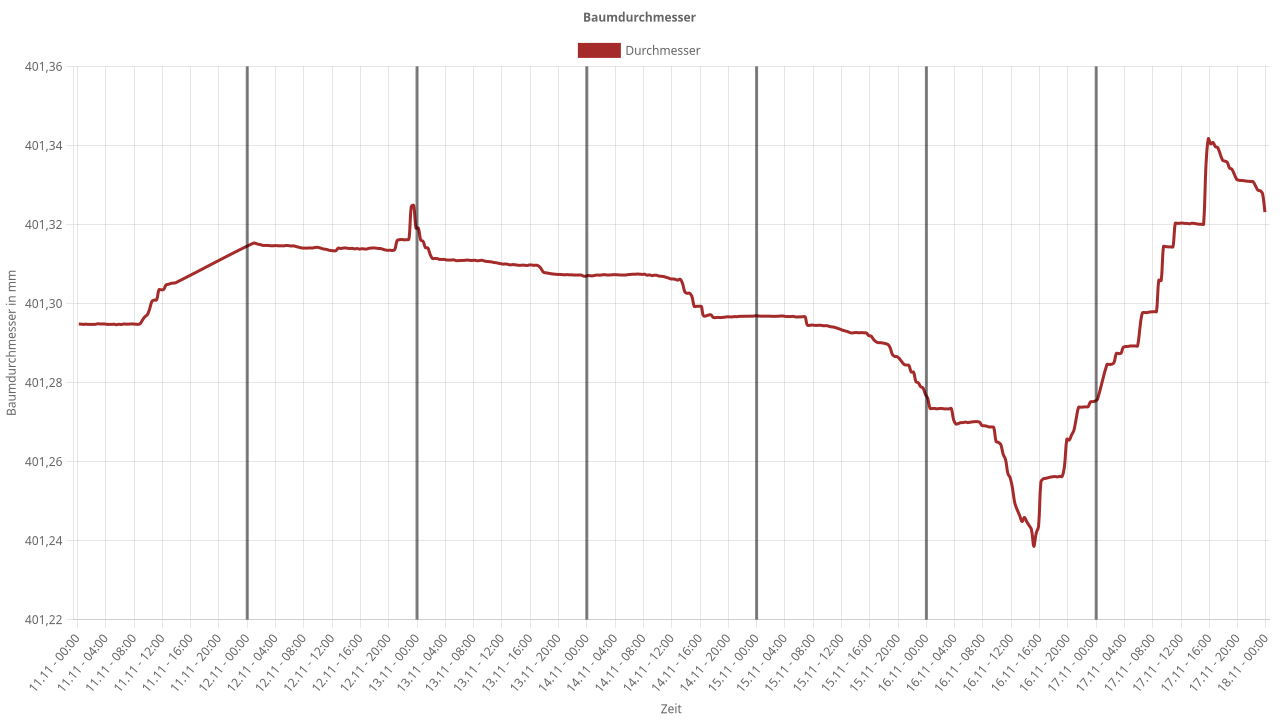 Baumdurchmesser
Durchmesser
401,36
401,34
401,32
401,30
401,28
401,26
401,24
401,22
Baumdurchmesser in mm
11.11 - 00:00
11.11 - 04:00
11.11 - 08:00
11.11 - 12:00
11.11 - 16:00
11.11 - 20:00
12.11 - 00:00
12.11 - 04:00
12.11 - 08:00
12.11 - 12:00
12.11 - 16:00
12.11 - 20:00
13.11 - 00:00
13.11 - 04:00
13.11 - 08:00
13.11 - 12:00
13.11 - 16:00
13.11 - 20:00
14.11 - 00:00
14.11 - 04:00
14.11 - 08:00
14.11 - 12:00
14.11 - 16:00
14.11 - 20:00
15.11 - 00:00
15.11 - 04:00
15.11 - 08:00
15.11 - 12:00
15.11 - 16:00
15.11 - 20:00
16.11 - 00:00
16.11 - 04:00
16.11 - 08:00
16.11 - 12:00
16.11 - 16:00
16.11 - 20:00
17.11 - 00:00
17.11 - 04:00
17.11 - 08:00
17.11 - 12:00
17.11 - 16:00
17.11 - 20:00
18.11 - 00:00
Zeit